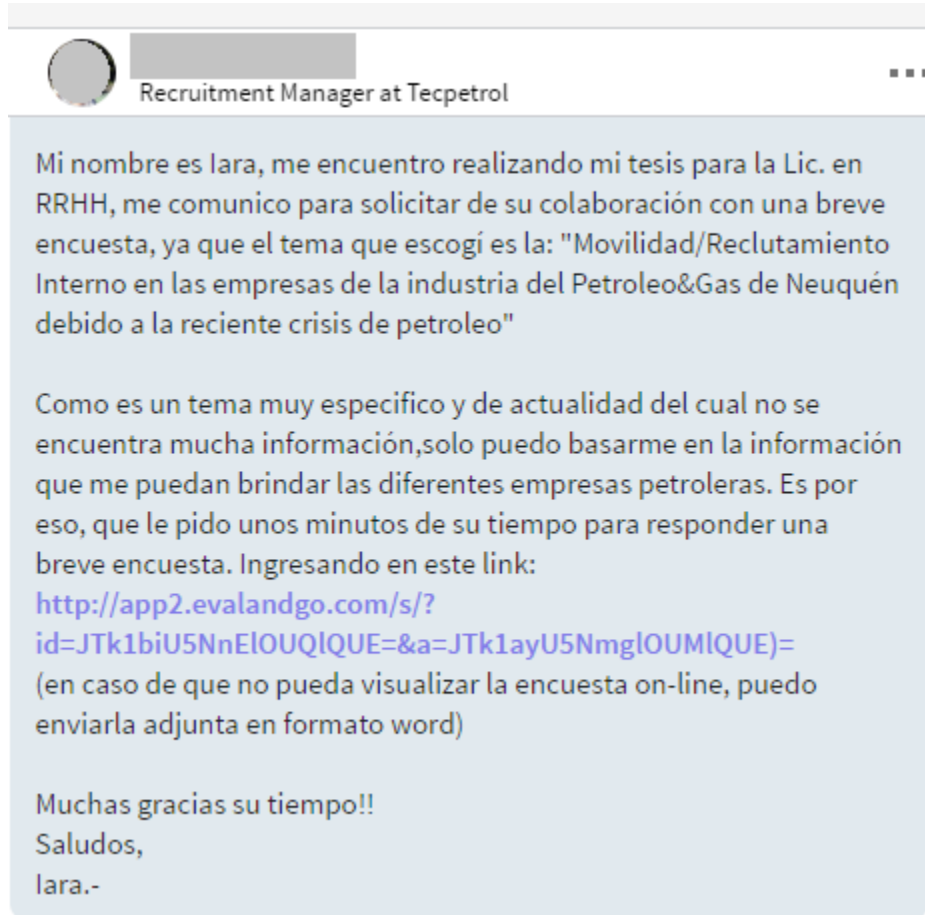 Recruitment Manager at Tecpetrol
Mi nombre es Iara, me encuentro realizando mi tesis para la Lic. en
RRHH, me comunico para solicitar de su colaboración con una breve
encuesta, ya que el tema que escogí es la: "Movilidad/Reclutamiento
Interno en las empresas de la industria del Petroleo&Gas de Neuquén
debido a la reciente crisis de petroleo"
Como es un tema muy especifico y de actualidad del cual no se
encuentra mucha información,solo puedo basarme en la información
que me puedan brindar las diferentes empresas petroleras. Es por
eso, que le pido unos minutos de su tiempo para responder una
breve encuesta. Ingresando en este link:
http://app2.evalandgo.com/s/?
id=JTk1biU5NnElOUQlQUE=&a=JTk1ayU5NmglOUMlQUE)=
(en caso de que no pueda visualizar la encuesta on-line, puedo
enviarla adjunta en formato word)
Muchas gracias su tiempo!!
Saludos,
Iara.-